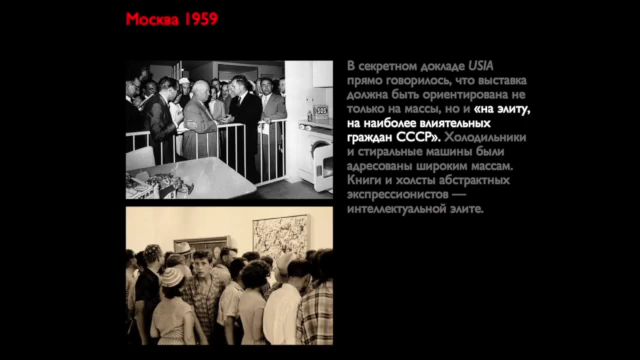 Москва 1959
В секретном докладе USIA
прямо говорилось, что выставка
должна быть ориентирована не
только на массы, но и «на элиту,
на наиболее влиятельных
граждан СССР». Холодильники
и стиральные машины были
адресованы широким массам.
Книги и холсты абстрактных
экспрессионистов —
интеллектуальной элите.